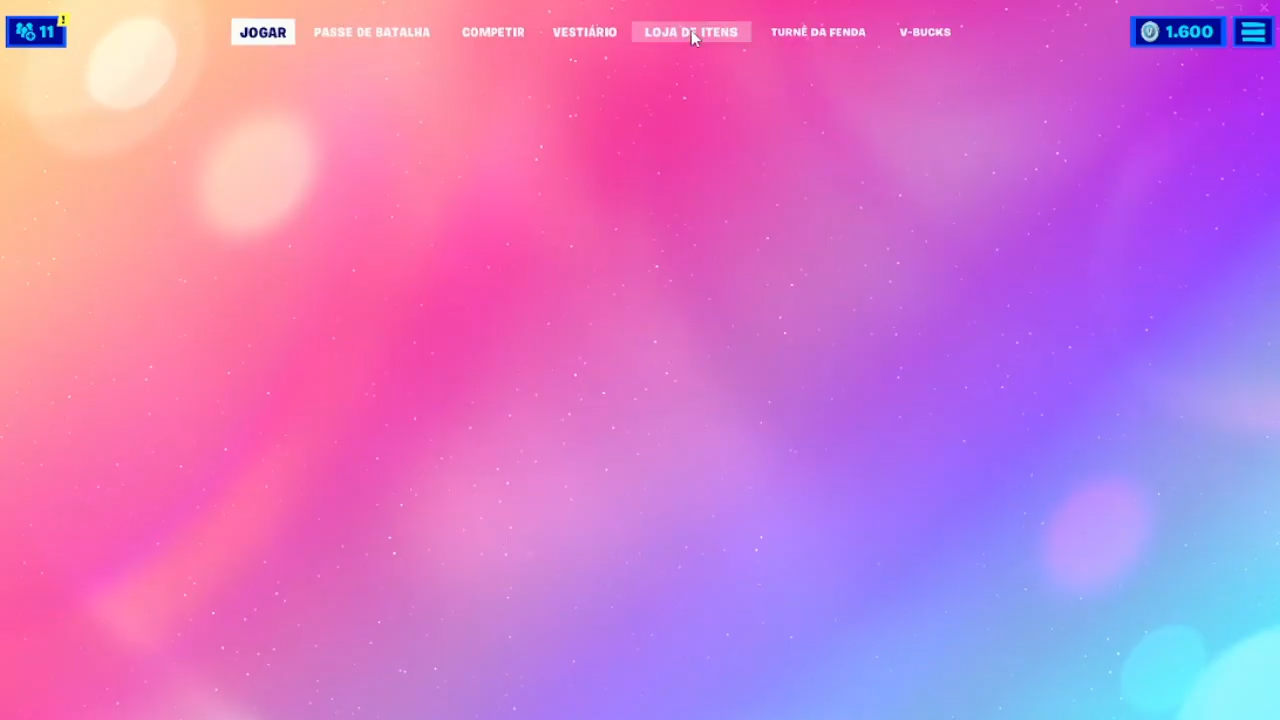 11
!
JOGAR
PASSE DE BATALHA
COMPETIR
VESTIÁRIO
LOJA DE ITENS
TURNÊ DA FENDA
V-BUCKS
1.600